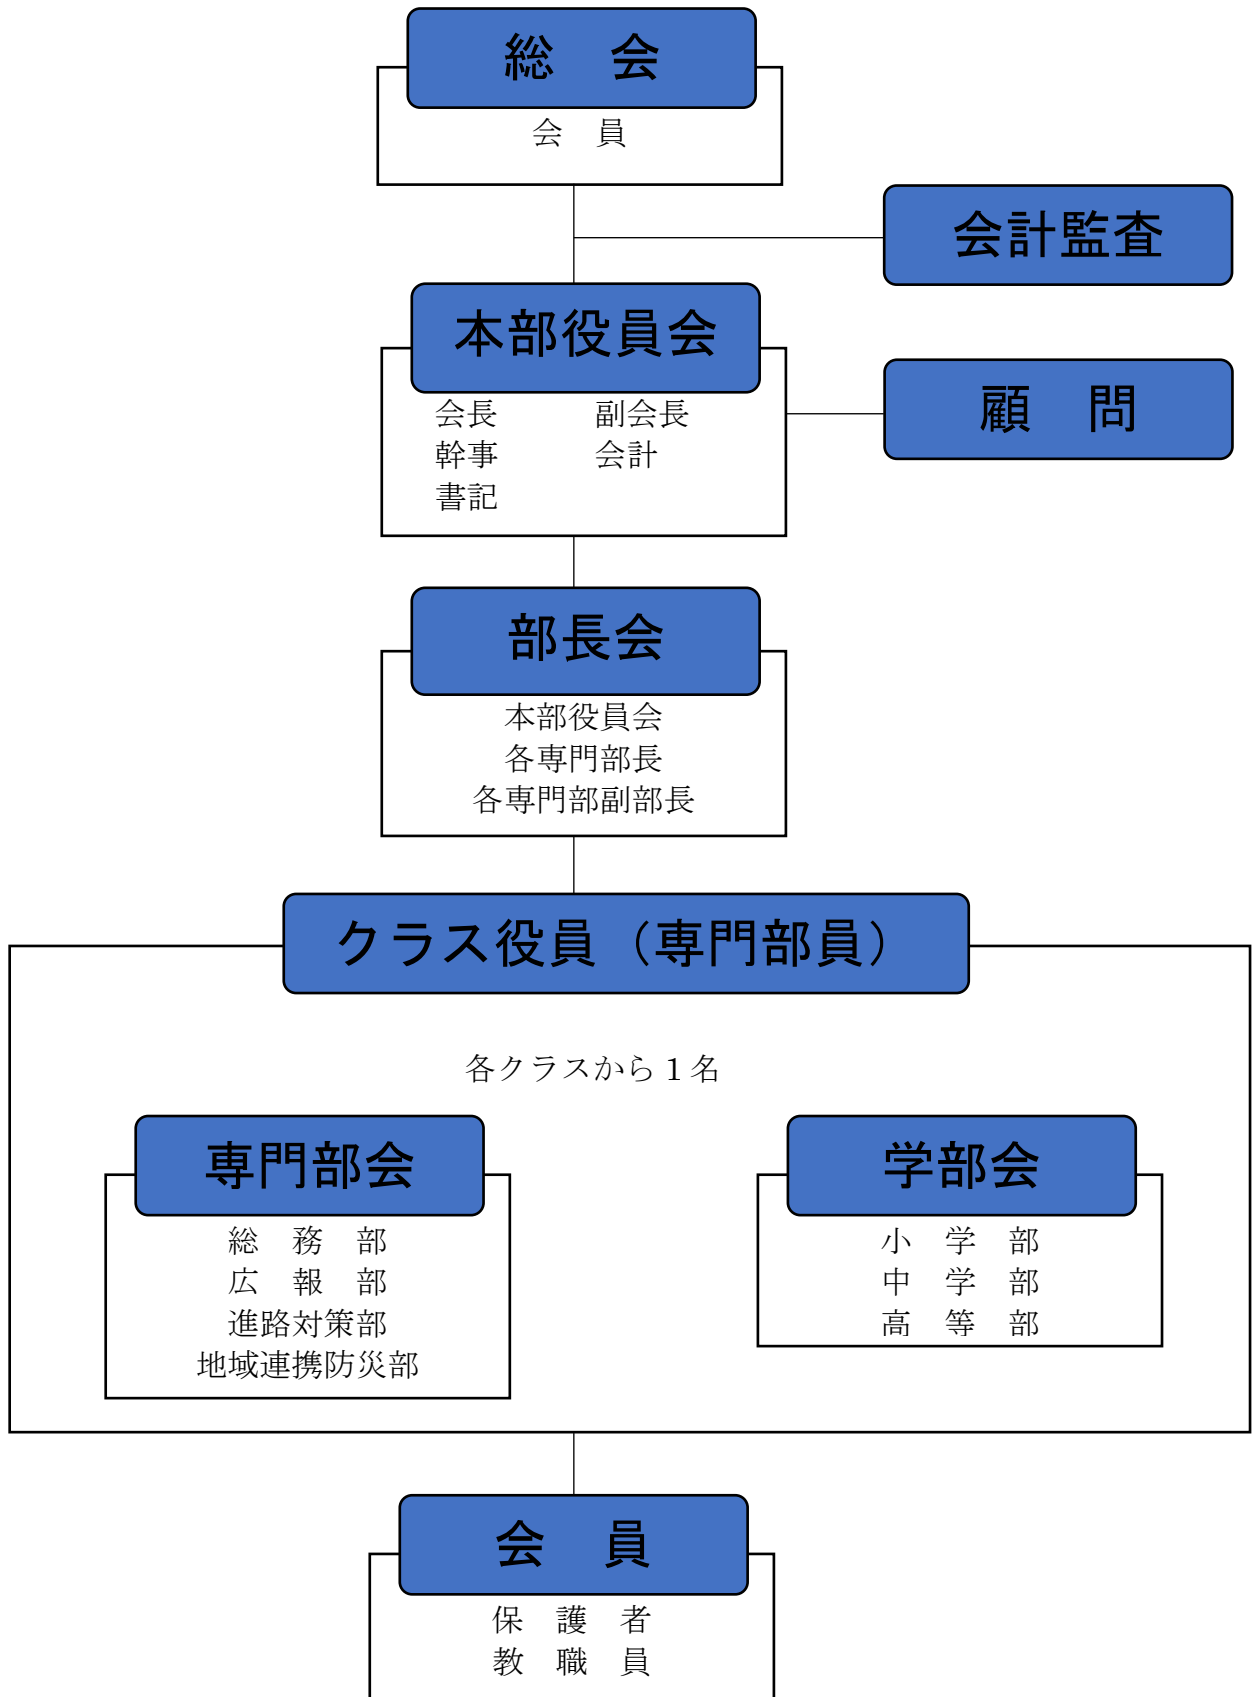 総　会
会　員
会計監査
本部役員会
会長　　　副会長
幹事　　　会計
書記
顧　問
部長会
本部役員会
各専門部長
各専門部副部長
クラス役員（専門部員）
各クラスから１名
専門部会
総　務　部
広　報　部
進路対策部
地域連携防災部
学部会
小　学　部
中　学　部
高　等　部
会　員
保　護　者
教　職　員